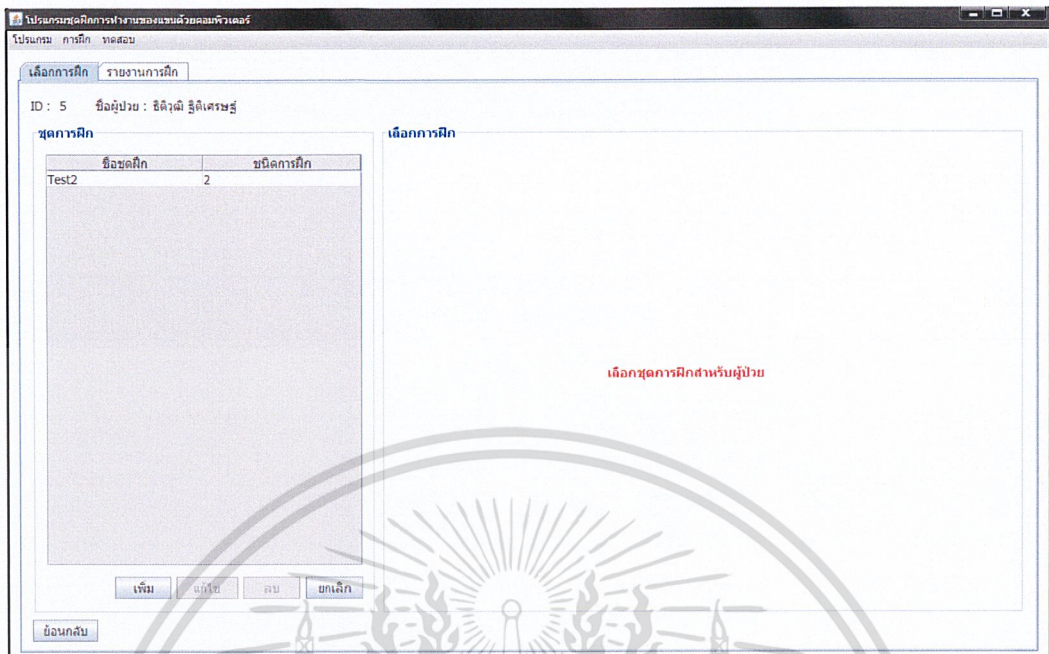 โปรแกรมชุดฝึกการทำงานของแขนด้วยคอมพิวเตอร์
โปรแกรม การฝึก ทดสอบ
เลือกการฝึก รายงานการฝึก
ID : 5 ชื่อผู้ป่วย : ธิติวุฒิ ฐิติเศรษฐ์
ชุดการฝึก
เลือกการฝึก
ชื่อชุดฝึก ชนิดการฝึก
Test2 2
เลือกชุดการฝึกสำหรับผู้ป่วย
เพิ่ม แก้ไข ลบ ยกเลิก
ย้อนกลับ